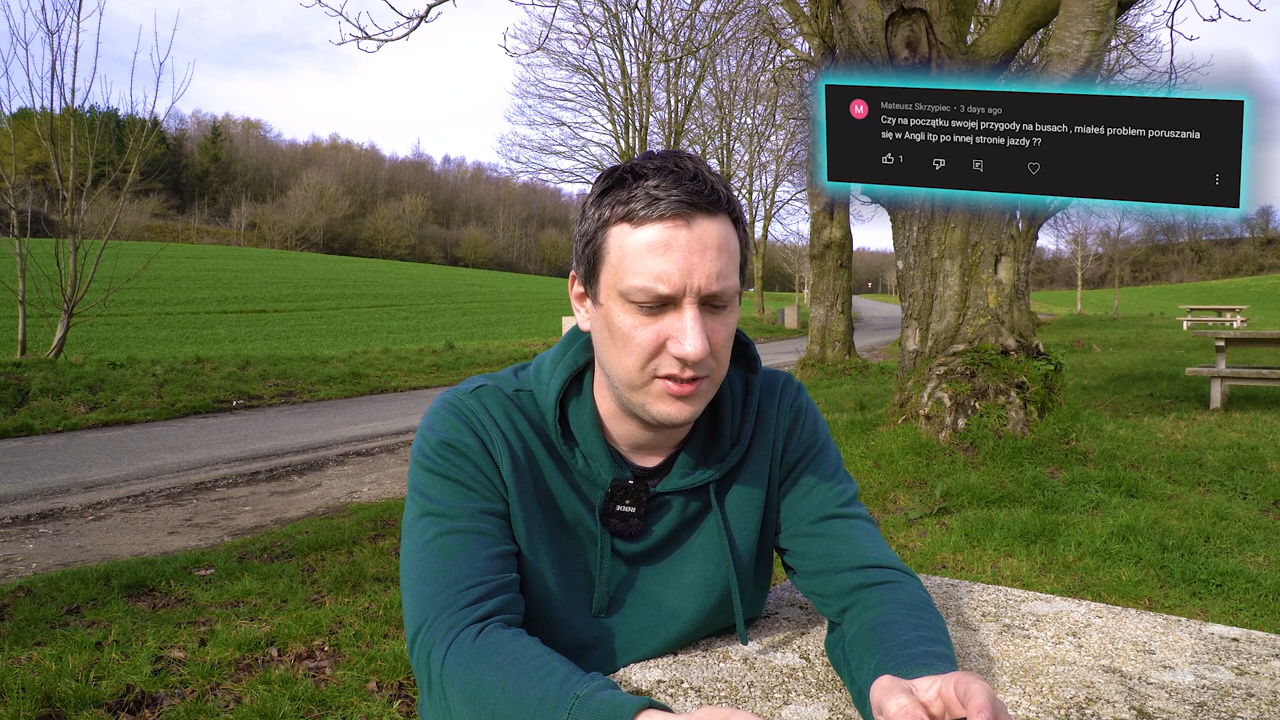 M
Mateusz Skrzypiec • 3 days ago
Czy na początku swojej przygody na busach , miałeś problem poruszania
się w Angli itp po innej stronie jazdy ??
1
RØDE